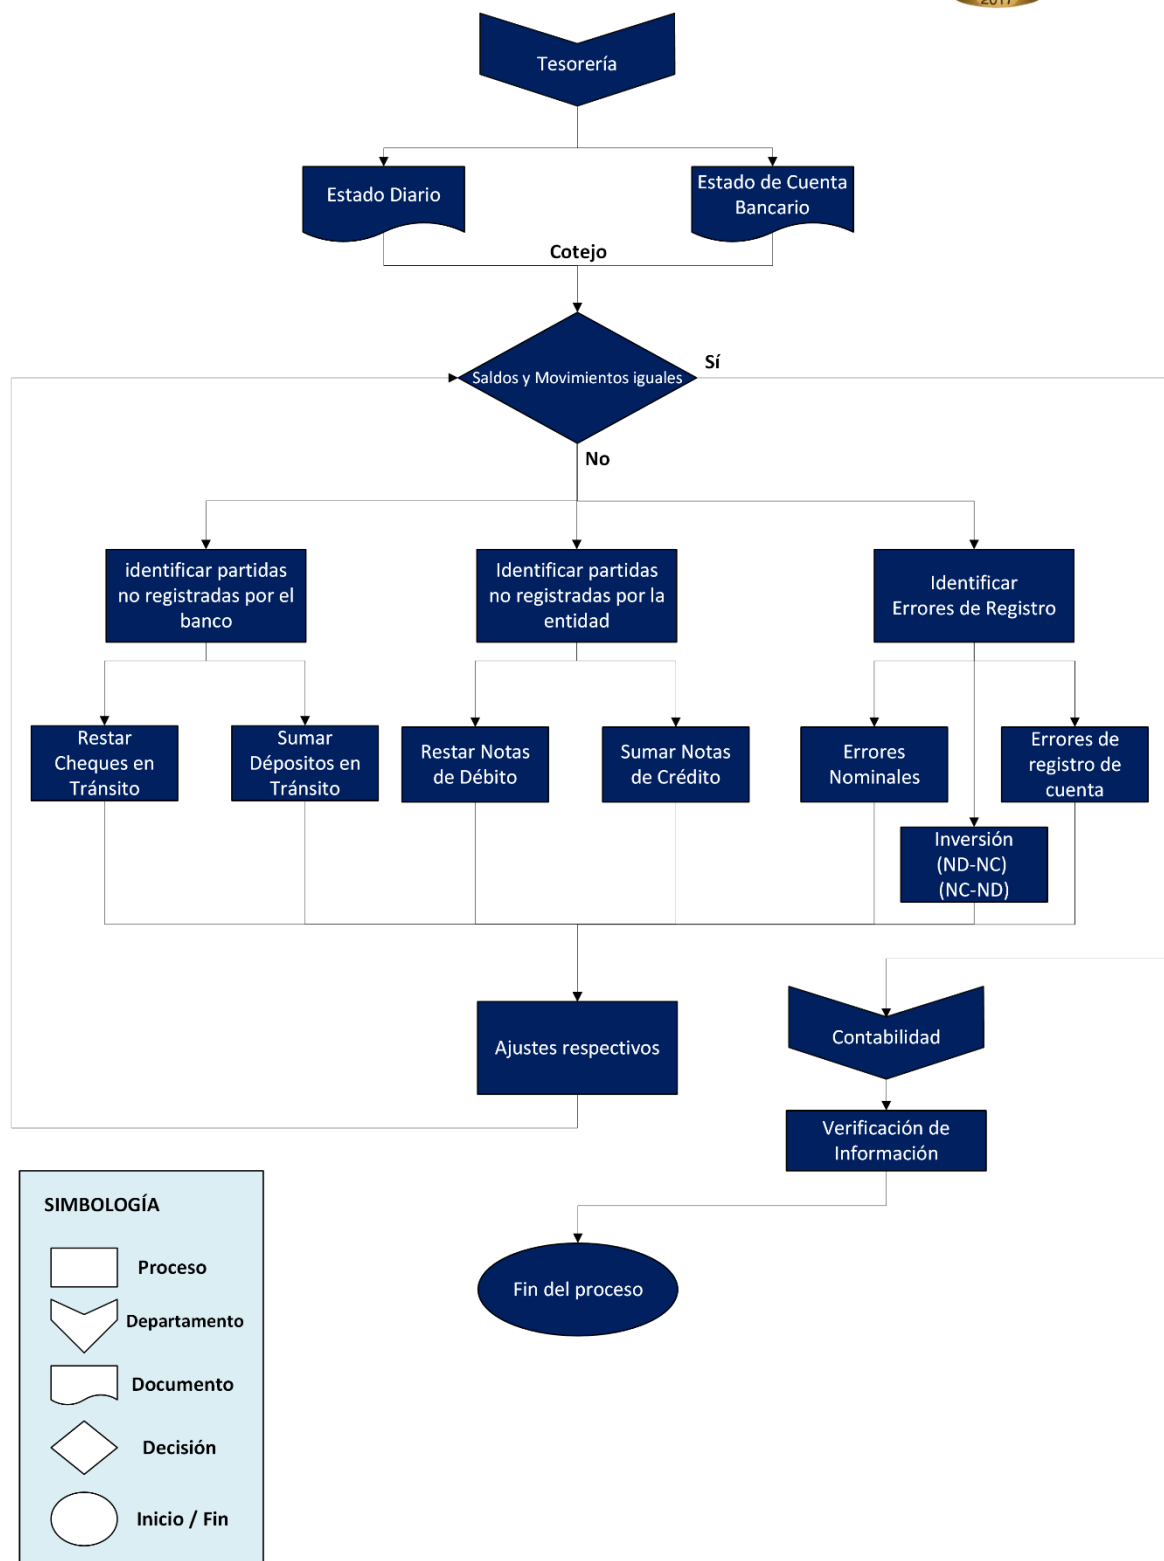 2017
Tesorería
Estado Diario
Estado de Cuenta
Bancario
Cotejo
Saldos y Movimientos iguales
Sí
No
identificar partidas
no registradas por el
banco
Identificar partidas
no registradas por la
entidad
Identificar
Errores de Registro
Restar
Cheques en
Tránsito
Sumar
Dépositos en
Tránsito
Restar Notas
de Débito
Sumar Notas
de Crédito
Errores
Nominales
Errores de
registro de
cuenta
Inversión
(ND-NC)
(NC-ND)
Ajustes respectivos
Contabilidad
Verificación de
Información
Fin del proceso
SIMBOLOGÍA
Proceso
Departamento
Documento
Decisión
Inicio / Fin